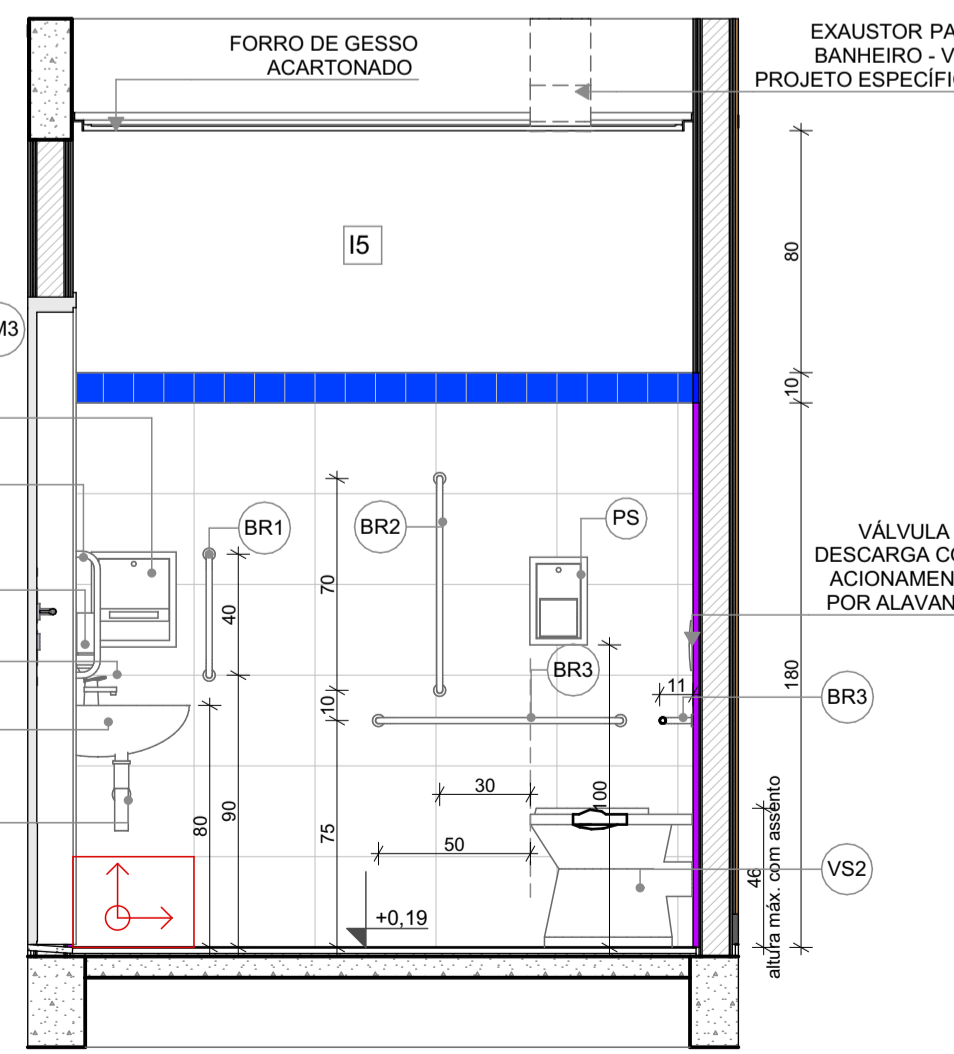 FORRO DE GESSO
ACARTONADO
EXAUSTOR PA
BANHEIRO - V
PROJETO ESPECÍFI
80
I5
M3
10
BR1
BR2
PS
VÁLVULA
DESCARGA CO
ACIONAMEN
POR ALAVAN
70
40
BR3
11
180
BR3
10
30
100
90
80
75
50
46
altura máx. com assento
VS2
+0,19